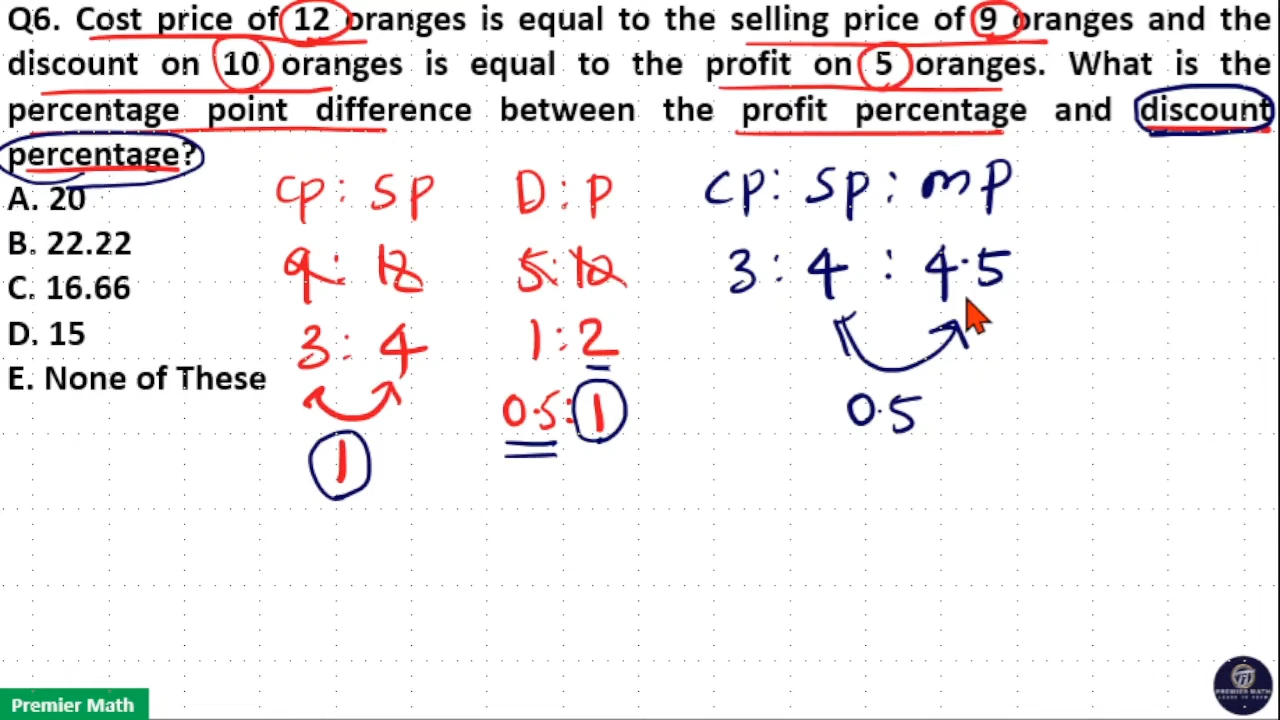 Q6. Cost price of 12 oranges is equal to the selling price of 9 oranges and the
discount on 10 oranges is equal to the profit on 5 oranges. What is the
percentage point difference between the profit percentage and discount
percentage?
A. 20
B. 22.22
C. 16.66
D. 15
E. None of These
CP : SP
9 : 12
3 : 4
1
D : P
5 : 10
1 : 2
0.5 : 1
CP : SP : MP
3 : 4 : 4.5
0.5
Premier Math
PREMIER MATH